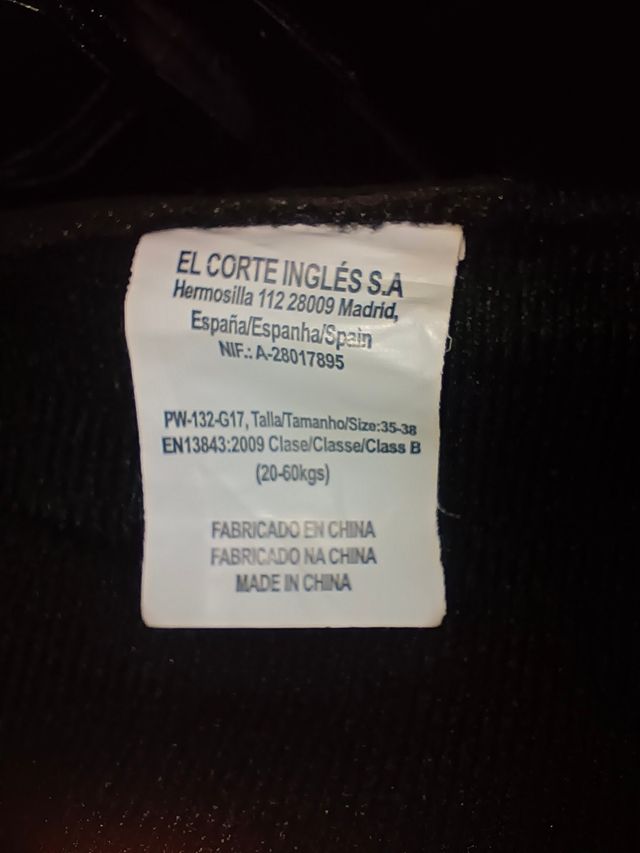 EL CORTE INGLÉS S.A
Hermosilla 112 28009 Madrid,
España/Espanha/Spain
NIF.: A-28017895
PW-132-G17, Talla/Tamanho/Size:35-38
EN13843:2009 Clase/Classe/Class B
(20-60kgs)
FABRICADO EN CHINA
FABRICADO NA CHINA
MADE IN CHINA